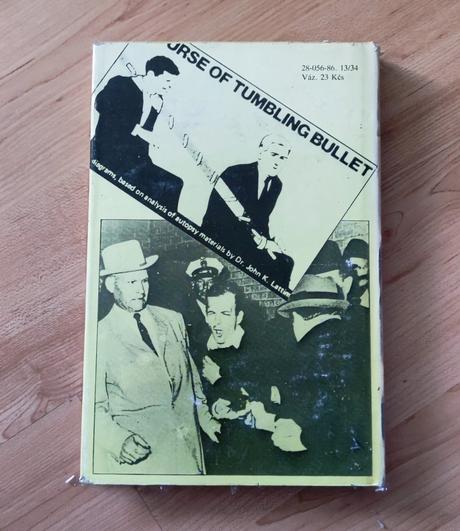 28-056-86. 13/34
Váz. 23 Kčs
URSE OF TUMBLING BULLET
diagrams, based on analysis of autopsy materials by Dr. John K. Lattim